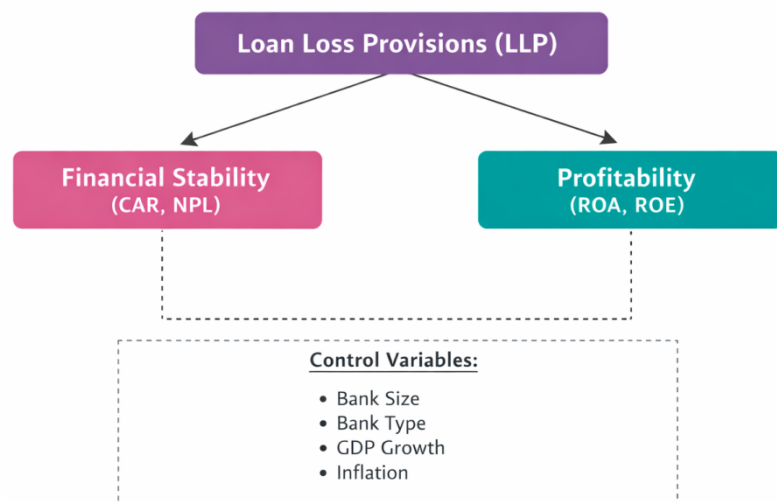 Loan Loss Provisions (LLP)
Financial Stability
(CAR, NPL)
Profitability
(ROA, ROE)
Control Variables:
• Bank Size
• Bank Type
• GDP Growth
• Inflation